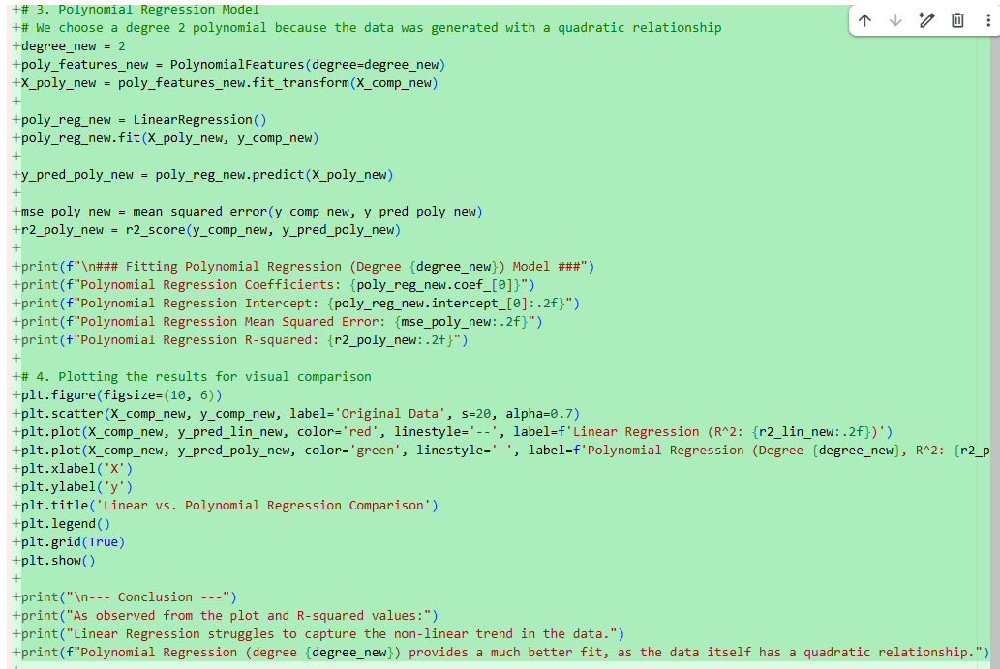 +# 3. Polynomial Regression Model
+# We choose a degree 2 polynomial because the data was generated with a quadratic relationship
+degree_new = 2
+poly_features_new = PolynomialFeatures(degree=degree_new)
+X_poly_new = poly_features_new.fit_transform(X_comp_new)
+
+poly_reg_new = LinearRegression()
+poly_reg_new.fit(X_poly_new, y_comp_new)
+
+y_pred_poly_new = poly_reg_new.predict(X_poly_new)
+
+mse_poly_new = mean_squared_error(y_comp_new, y_pred_poly_new)
+r2_poly_new = r2_score(y_comp_new, y_pred_poly_new)
+
+print(f"\n### Fitting Polynomial Regression (Degree {degree_new}) Model ###")
+print(f"Polynomial Regression Coefficients: {poly_reg_new.coef_[0]}")
+print(f"Polynomial Regression Intercept: {poly_reg_new.intercept_[0]:.2f}")
+print(f"Polynomial Regression Mean Squared Error: {mse_poly_new:.2f}")
+print(f"Polynomial Regression R-squared: {r2_poly_new:.2f}")
+
+# 4. Plotting the results for visual comparison
+plt.figure(figsize=(10, 6))
+plt.scatter(X_comp_new, y_comp_new, label='Original Data', s=20, alpha=0.7)
+plt.plot(X_comp_new, y_pred_lin_new, color='red', linestyle='--', label=f'Linear Regression (R^2: {r2_lin_new:.2f})')
+plt.plot(X_comp_new, y_pred_poly_new, color='green', linestyle='-', label=f'Polynomial Regression (Degree {degree_new}, R^2: {r2_p
+plt.xlabel('X')
+plt.ylabel('y')
+plt.title('Linear vs. Polynomial Regression Comparison')
+plt.legend()
+plt.grid(True)
+plt.show()
+
+print("\n--- Conclusion ---")
+print("As observed from the plot and R-squared values:")
+print("Linear Regression struggles to capture the non-linear trend in the data.")
+print(f"Polynomial Regression (degree {degree_new}) provides a much better fit, as the data itself has a quadratic relationship.")
+